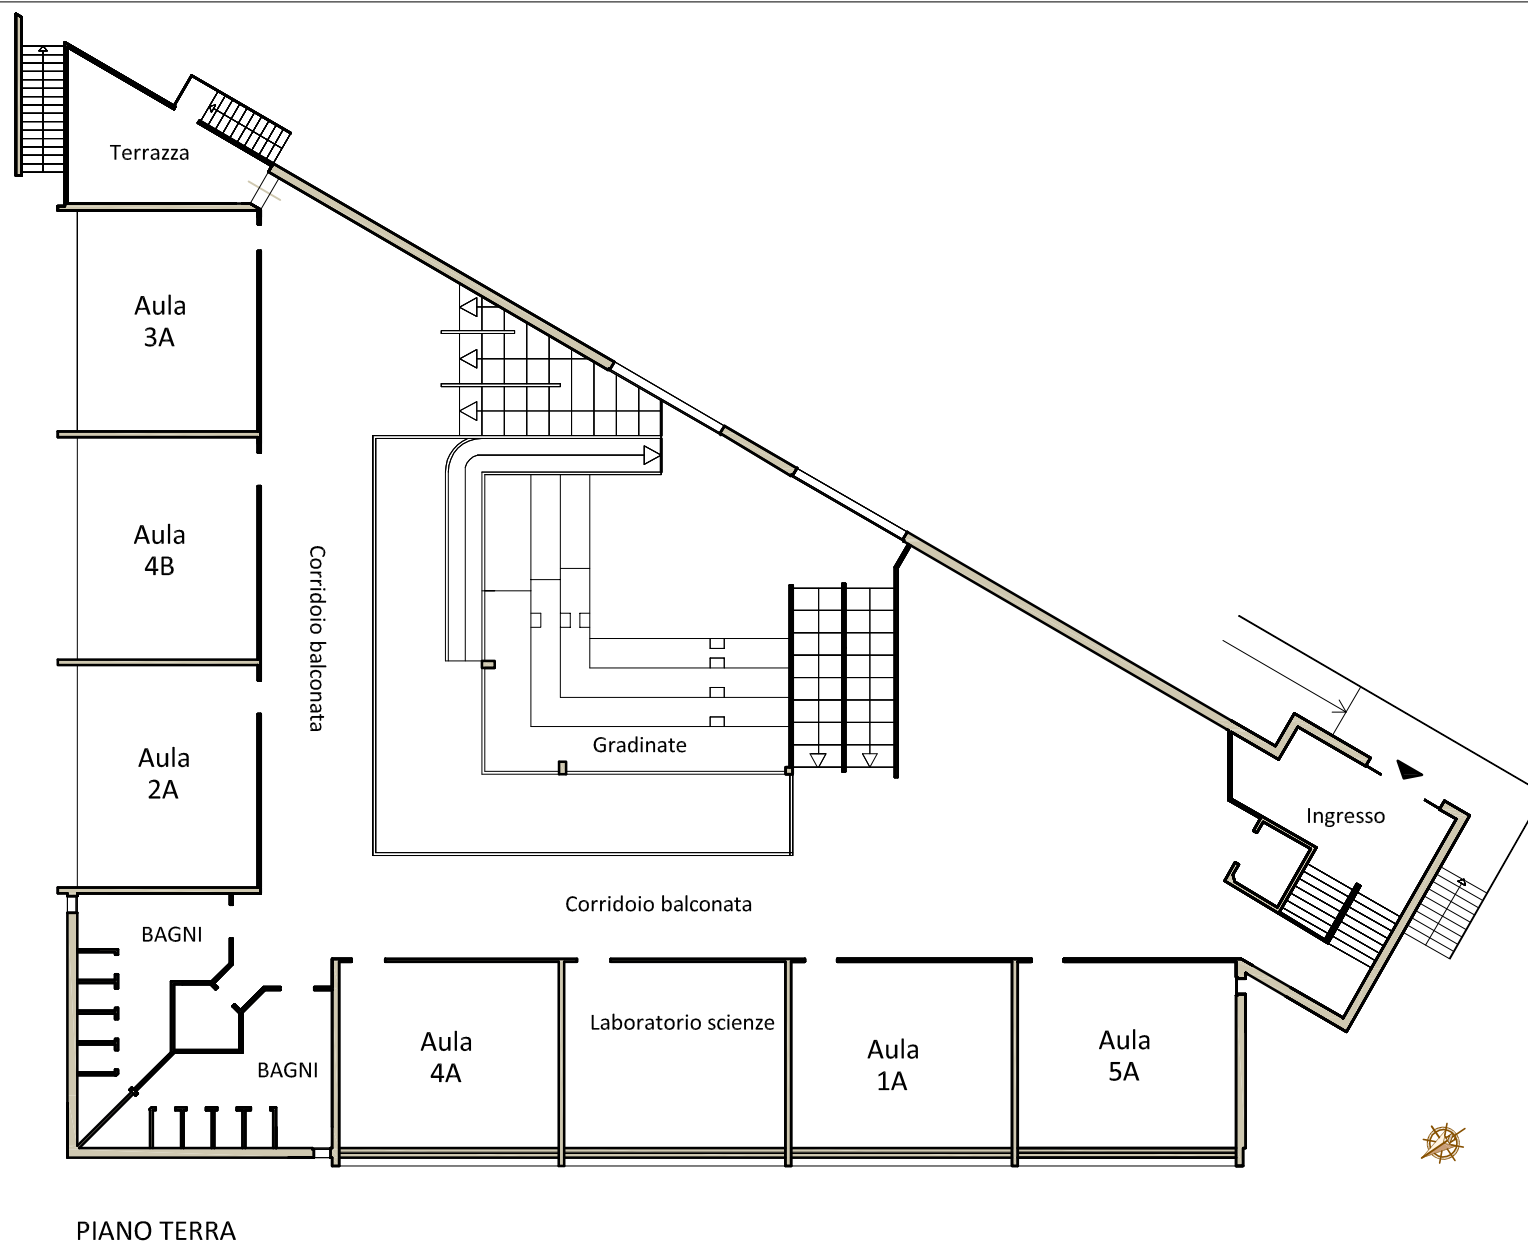 Terrazza
Aula
3A
Aula
4B
Corridoio balconata
Aula
2A
Gradinate
Ingresso
Corridoio balconata
BAGNI
Laboratorio scienze
Aula
4A
Aula
1A
Aula
5A
BAGNI
PIANO TERRA